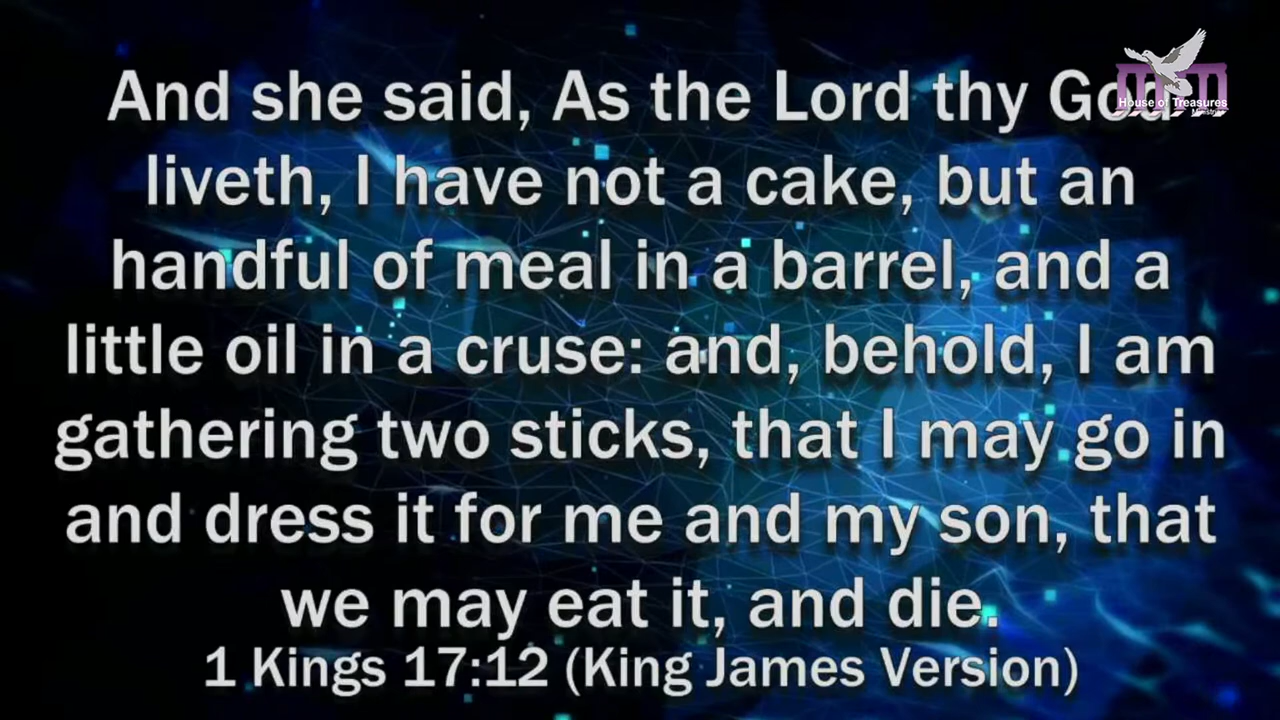 And she said, As the Lord thy God
liveth, I have not a cake, but an
handful of meal in a barrel, and a
little oil in a cruse: and, behold, I am
gathering two sticks, that I may go in
and dress it for me and my son, that
we may eat it, and die.
1 Kings 17:12 (King James Version)
House of Treasures
Ministries